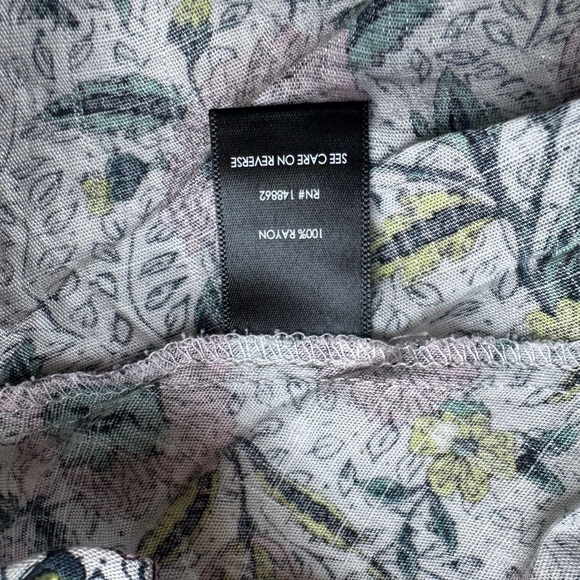 100% RAYON
RN# 148862
SEE CARE ON REVERSE